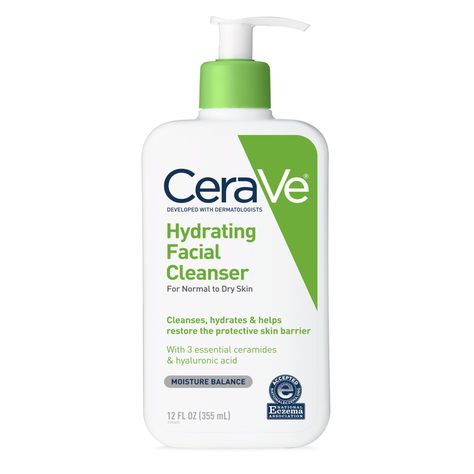 CeraVe®
DEVELOPED WITH DERMATOLOGISTS
Hydrating
Facial
Cleanser
For Normal to Dry Skin
Cleanses, hydrates & helps
restore the protective skin barrier
With 3 essential ceramides
& hyaluronic acid
MOISTURE BALANCE
ACCEPTED
e
NATIONAL
Eczema
ASSOCIATION
12 FL OZ (355 mL)